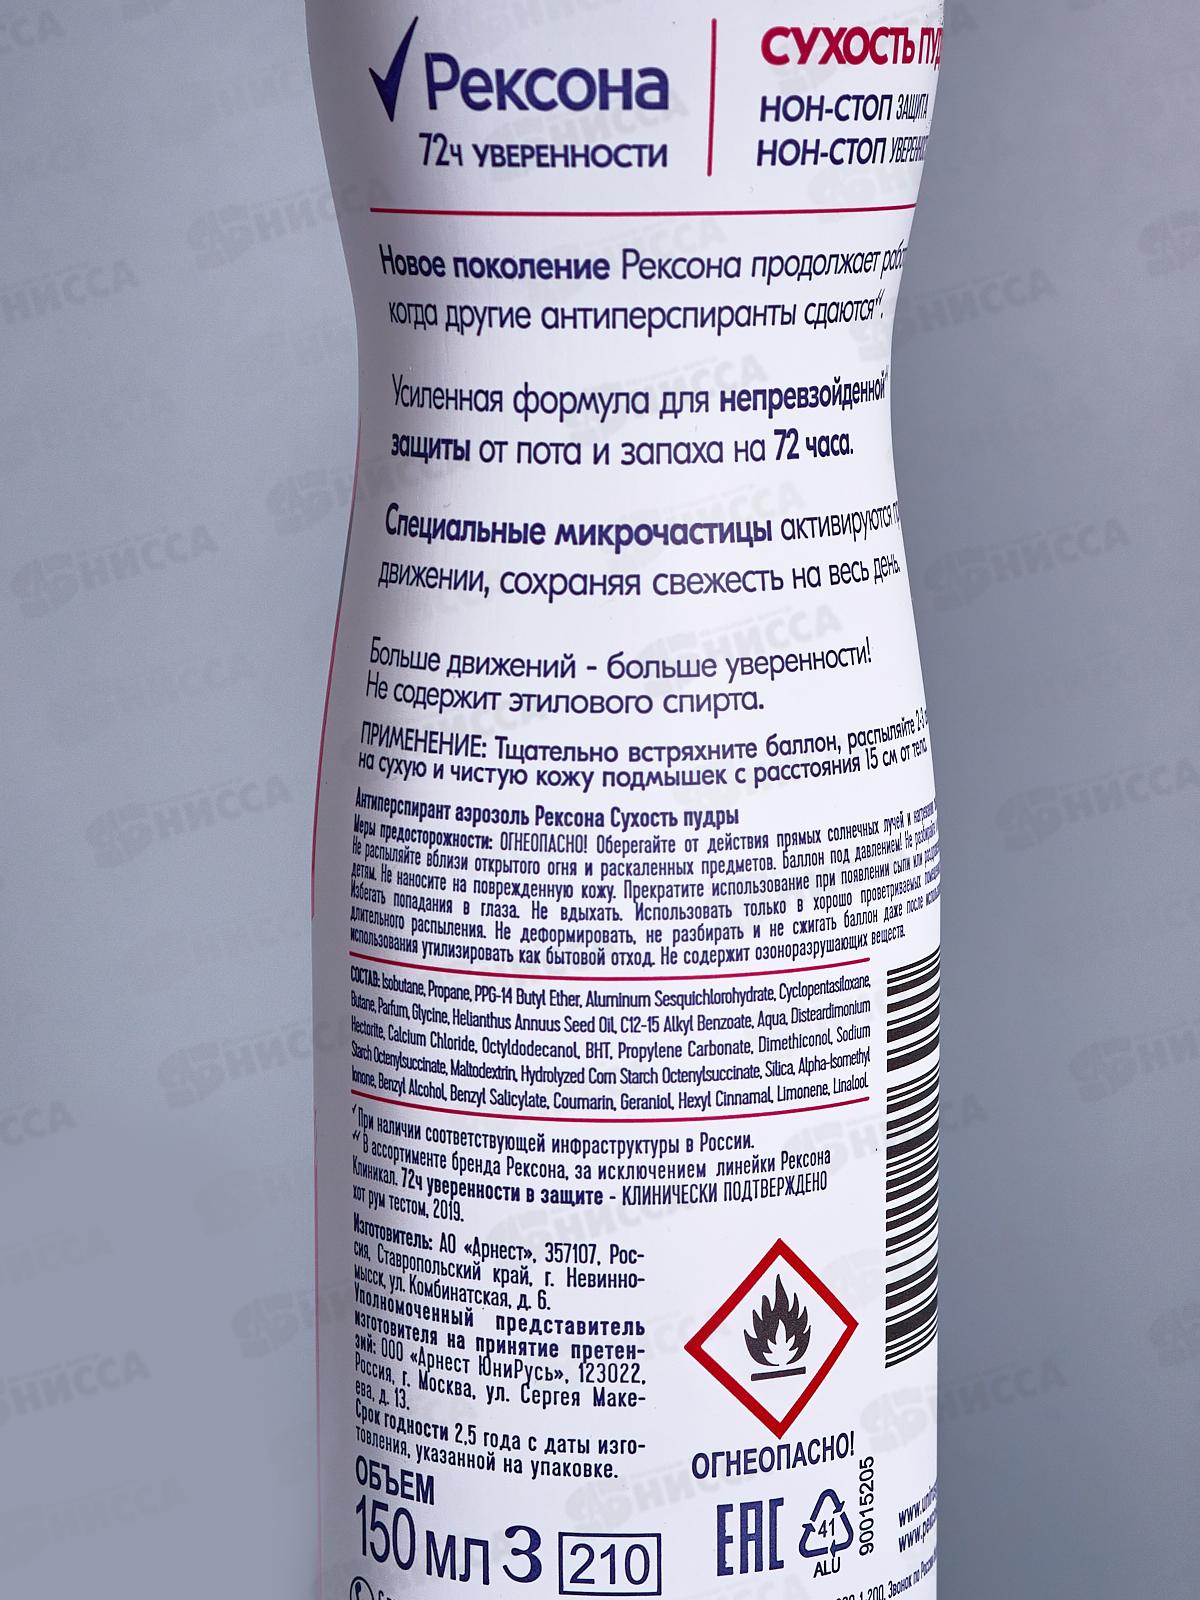 Рексона
72ч УВЕРЕННОСТИ
СУХОСТЬ
НОН-СТОП ЗАЩИТА
НОН-СТОП
Новое поколение Рексона продолжает
когда другие антиперспиранты сдаются✓✓.
Усиленная формула для непревзойденной
защиты от пота и запаха на 72 часа.
Специальные микрочастицы активируются
движении, сохраняя свежесть на весь день.
Больше движений - больше уверенности!
Не содержит этилового спирта.
ПРИМЕНЕНИЕ: Тщательно встряхните баллон, распыляйте 2-3
на сухую и чистую кожу подмышек с расстояния 15 см от тела.
Антиперспирант аэрозоль Рексона Сухость пудры
Меры предосторожности: ОГНЕОПАСНО! Оберегайте от действия прямых солнечных лучей и
Не распыляйте вблизи открытого огня и раскаленных предметов. Баллон под давлением! Не
детям. Не наносите на поврежденную кожу. Прекратите использование при появлении сыпи или
Избегать попадания в глаза. Не вдыхать. Использовать только в хорошо проветриваемых
длительного распыления. Не деформировать, не разбирать и не сжигать баллон даже после
использования утилизировать как бытовой отход. Не содержит озоноразрушающих веществ.
СОСТАВ: Isobutane, Propane, PPG-14 Butyl Ether, Aluminum Sesquichlorohydrate, Cyclopentasiloxane,
Butane, Parfum, Glycine, Helianthus Annuus Seed Oil, C12-15 Alkyl Benzoate, Aqua, Disteardimonium
Hectorite, Calcium Chloride, Octyldodecanol, BHT, Propylene Carbonate, Dimethiconol, Sodium
Starch Octenylsuccinate, Maltodextrin, Hydrolyzed Corn Starch Octenylsuccinate, Silica, Alpha-Isomethyl
Ionone, Benzyl Alcohol, Benzyl Salicylate, Coumarin, Geraniol, Hexyl Cinnamal, Limonene, Linalool.
✓При наличии соответствующей инфраструктуры в России.
✓✓ В ассортименте бренда Рексона, за исключением линейки Рексона
Клиникал. 72ч уверенности в защите - КЛИНИЧЕСКИ ПОДТВЕРЖДЕНО
хот рум тестом, 2019.
Изготовитель: АО «Арнест», 357107, Рос-
сия, Ставропольский край, г. Невинно-
мысск, ул. Комбинатская, д. 6.
Уполномоченный представитель
изготовителя на принятие претен-
зий: ООО «Арнест ЮниРусь», 123022,
Россия, г. Москва, ул. Сергея Маке-
ева, д. 13.
Срок годности 2,5 года с даты изго-
товления, указанной на упаковке.
ОБЪЕМ
150 мл З 210
ОГНЕОПАСНО!
EAC
41
ALU
90015205